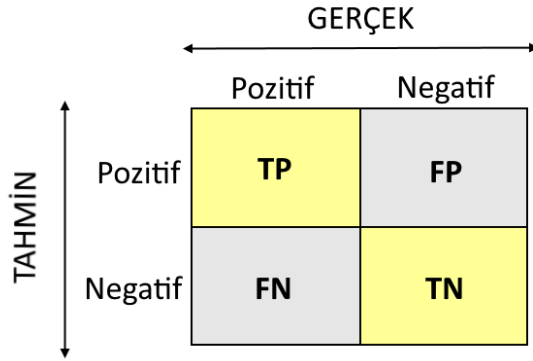 GERÇEK
Pozitif Negatif
TAHMİN
Pozitif TP FP
Negatif FN TN